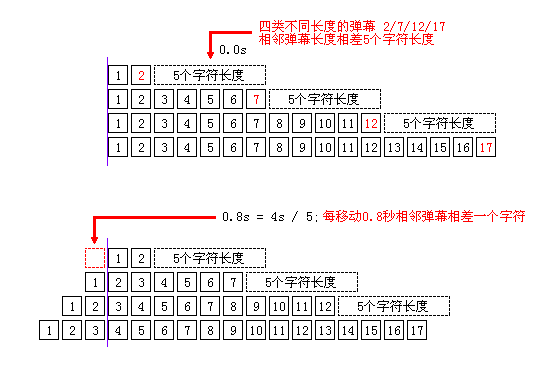 四类不同长度的弹幕 2/7/12/17
相邻弹幕长度相差5个字符长度
0.0s
1 2 5个字符长度
1 2 3 4 5 6 7 5个字符长度
1 2 3 4 5 6 7 8 9 10 11 12 5个字符长度
1 2 3 4 5 6 7 8 9 10 11 12 13 14 15 16 17
0.8s = 4s / 5; 每移动0.8秒相邻弹幕相差一个字符
1 2 5个字符长度
1 2 3 4 5 6 7 5个字符长度
1 2 3 4 5 6 7 8 9 10 11 12 5个字符长度
1 2 3 4 5 6 7 8 9 10 11 12 13 14 15 16 17